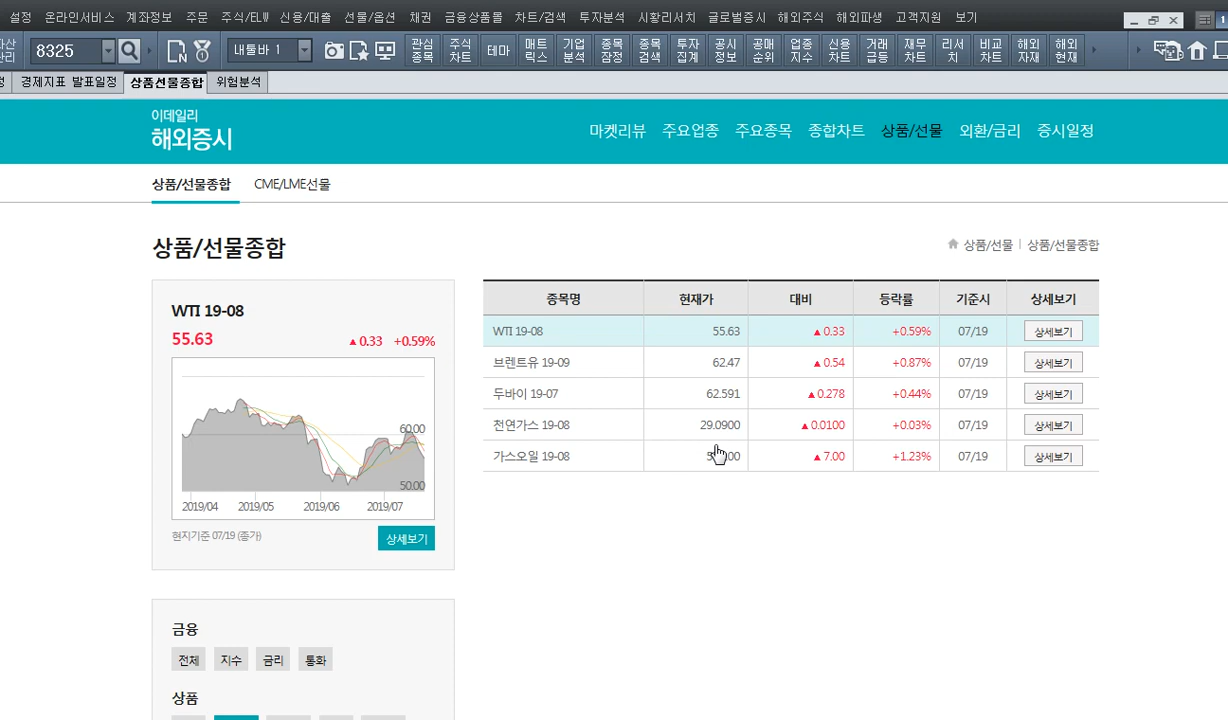 설정 온라인서비스 계좌정보 주문 주식/ELW 신용/대출 선물/옵션 채권 금융상품몰 차트/검색 투자분석 시황리서치 글로벌증시 해외주식 해외파생 고객지원 보기
자산관리 8325 내툴바 1 관심종목 주식차트 테마 매트릭스 기업분석 종목잠정 종목검색 투자집계 공시정보 공매순위 업종지수 신용차트 거래급등 재무차트 리서치 비교차트 해외자재 해외현재
정 경제지표 발표일정 상품선물종합 위험분석
이데일리
해외증시
마켓리뷰 주요업종 주요종목 종합차트 상품/선물 외환/금리 증시일정
상품/선물종합 CME/LME선물
상품/선물종합
상품/선물 | 상품/선물종합
WTI 19-08
55.63 ▲0.33 +0.59%
60.00
50.00
2019/04 2019/05 2019/06 2019/07
현지기준 07/19 (종가) 상세보기
종목명 현재가 대비 등락률 기준시 상세보기
WTI 19-08 55.63 ▲0.33 +0.59% 07/19 상세보기
브렌트유 19-09 62.47 ▲0.54 +0.87% 07/19 상세보기
두바이 19-07 62.591 ▲0.278 +0.44% 07/19 상세보기
천연가스 19-08 29.0900 ▲0.0100 +0.03% 07/19 상세보기
가스오일 19-08 ▲7.00 +1.23% 07/19 상세보기
금융
전체 지수 금리 통화
상품